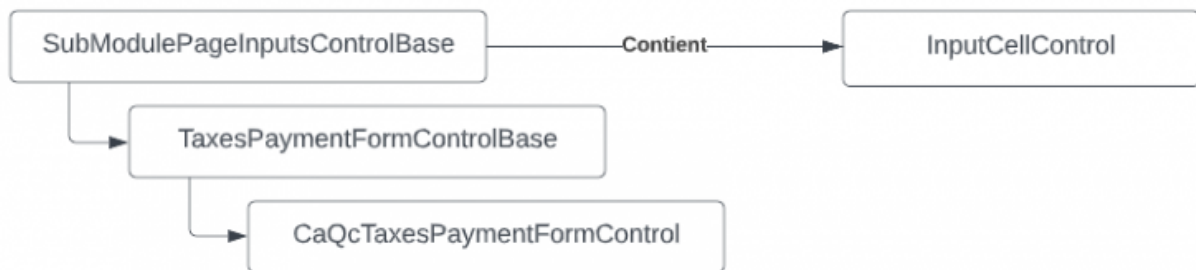 SubModulePageInputsControlBase
Contient
InputCellControl
TaxesPaymentFormControlBase
CaQcTaxesPaymentFormControl